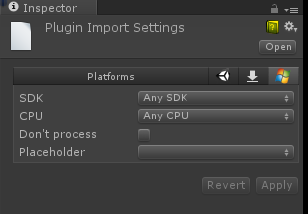 Inspector
Plugin Import Settings
Open
Platforms
SDK Any SDK
CPU Any CPU
Don't process
Placeholder
Revert Apply